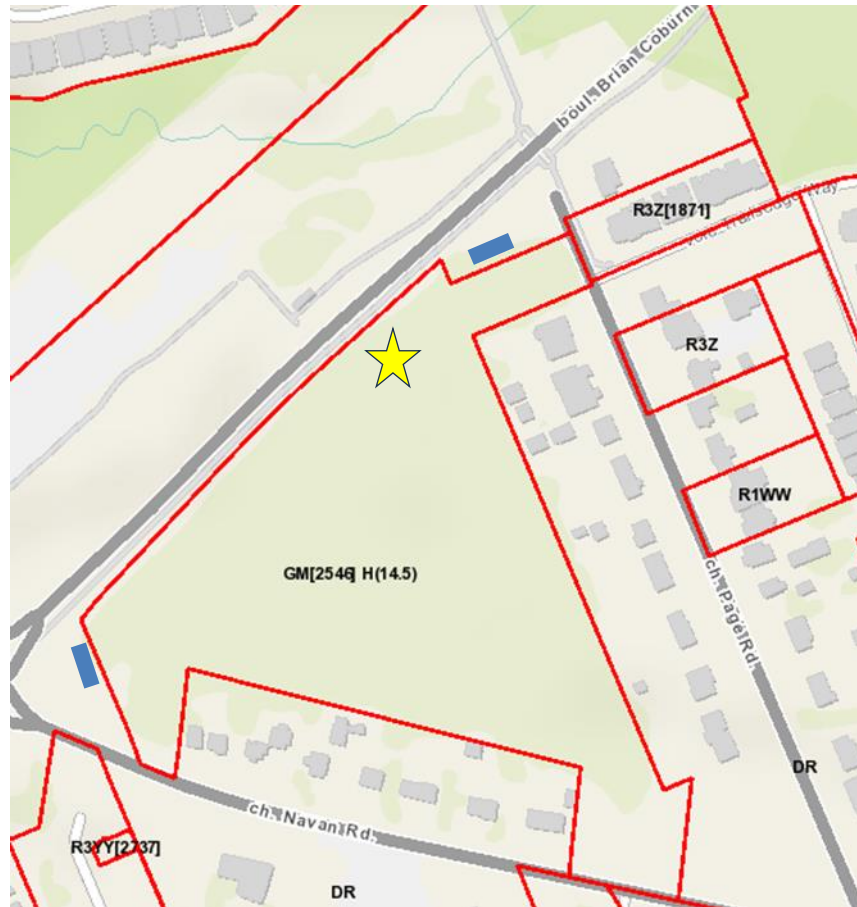 boul. Brian Coburn
R3Z[1871]
R3Z
R1WW
GM[2546] H(14.5)
ch. Page Rd.
DR
ch. Navan Rd.
R3YY[2737]
DR